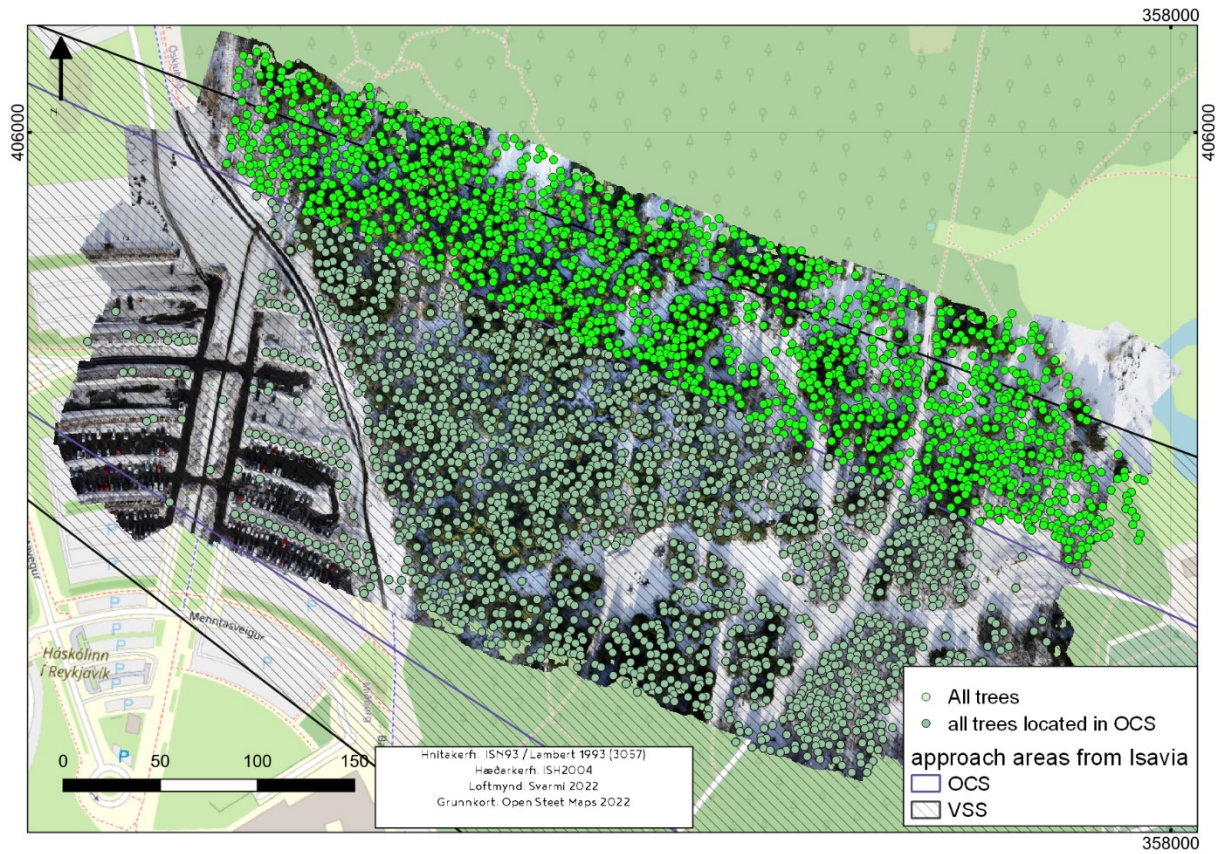 358000
406000
406000
z
Öskjuhlíð
Menntasveigur
Háskólinn
í Reykjavík
P
0 50 100 150
Hnitakerfi: ISN93 / Lambert 1993 (3057)
Hæðarkerfi: ISH2004
Loftmynd: Svarmi 2022
Grunnkort: Open Steet Maps 2022
All trees
all trees located in OCS
approach areas from Isavia
OCS
VSS
358000